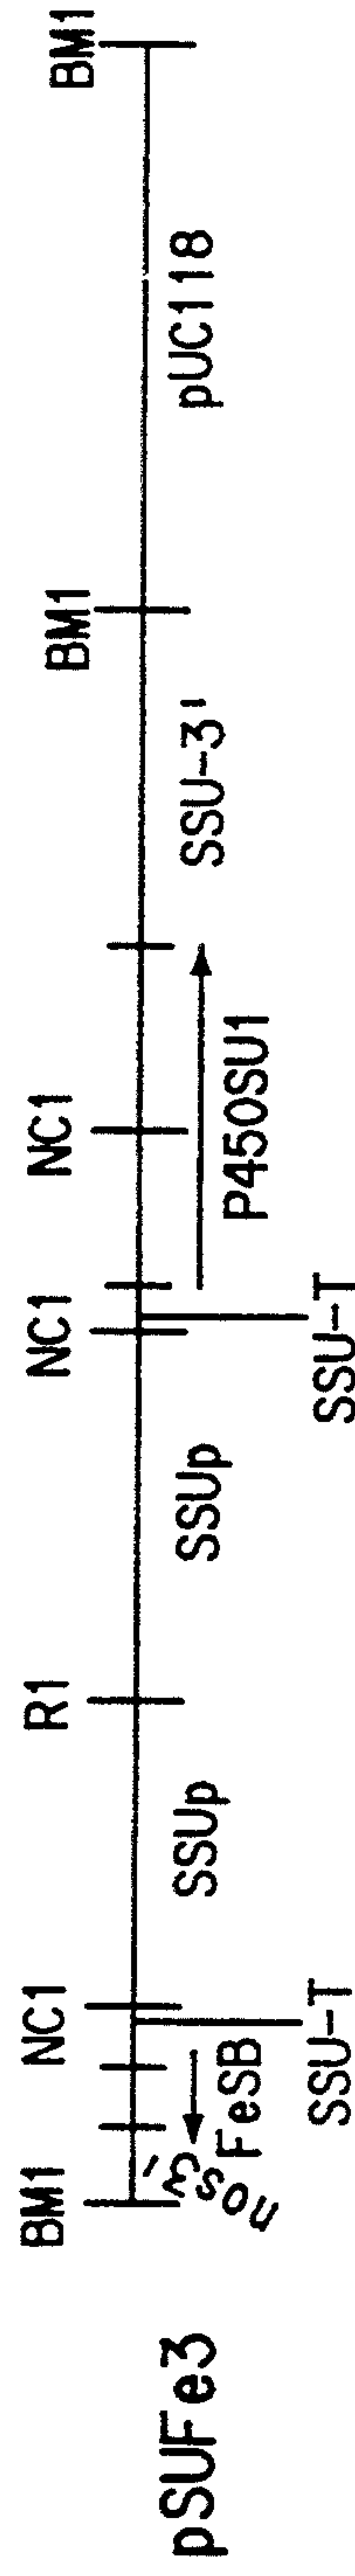 pSUFe3
BM1 NC1 R1 NC1 NC1 BM1 BM1
nos3' FeSB SSUp SSUp P450SU1 SSU-3' pUC118
SSU-T SSU-T